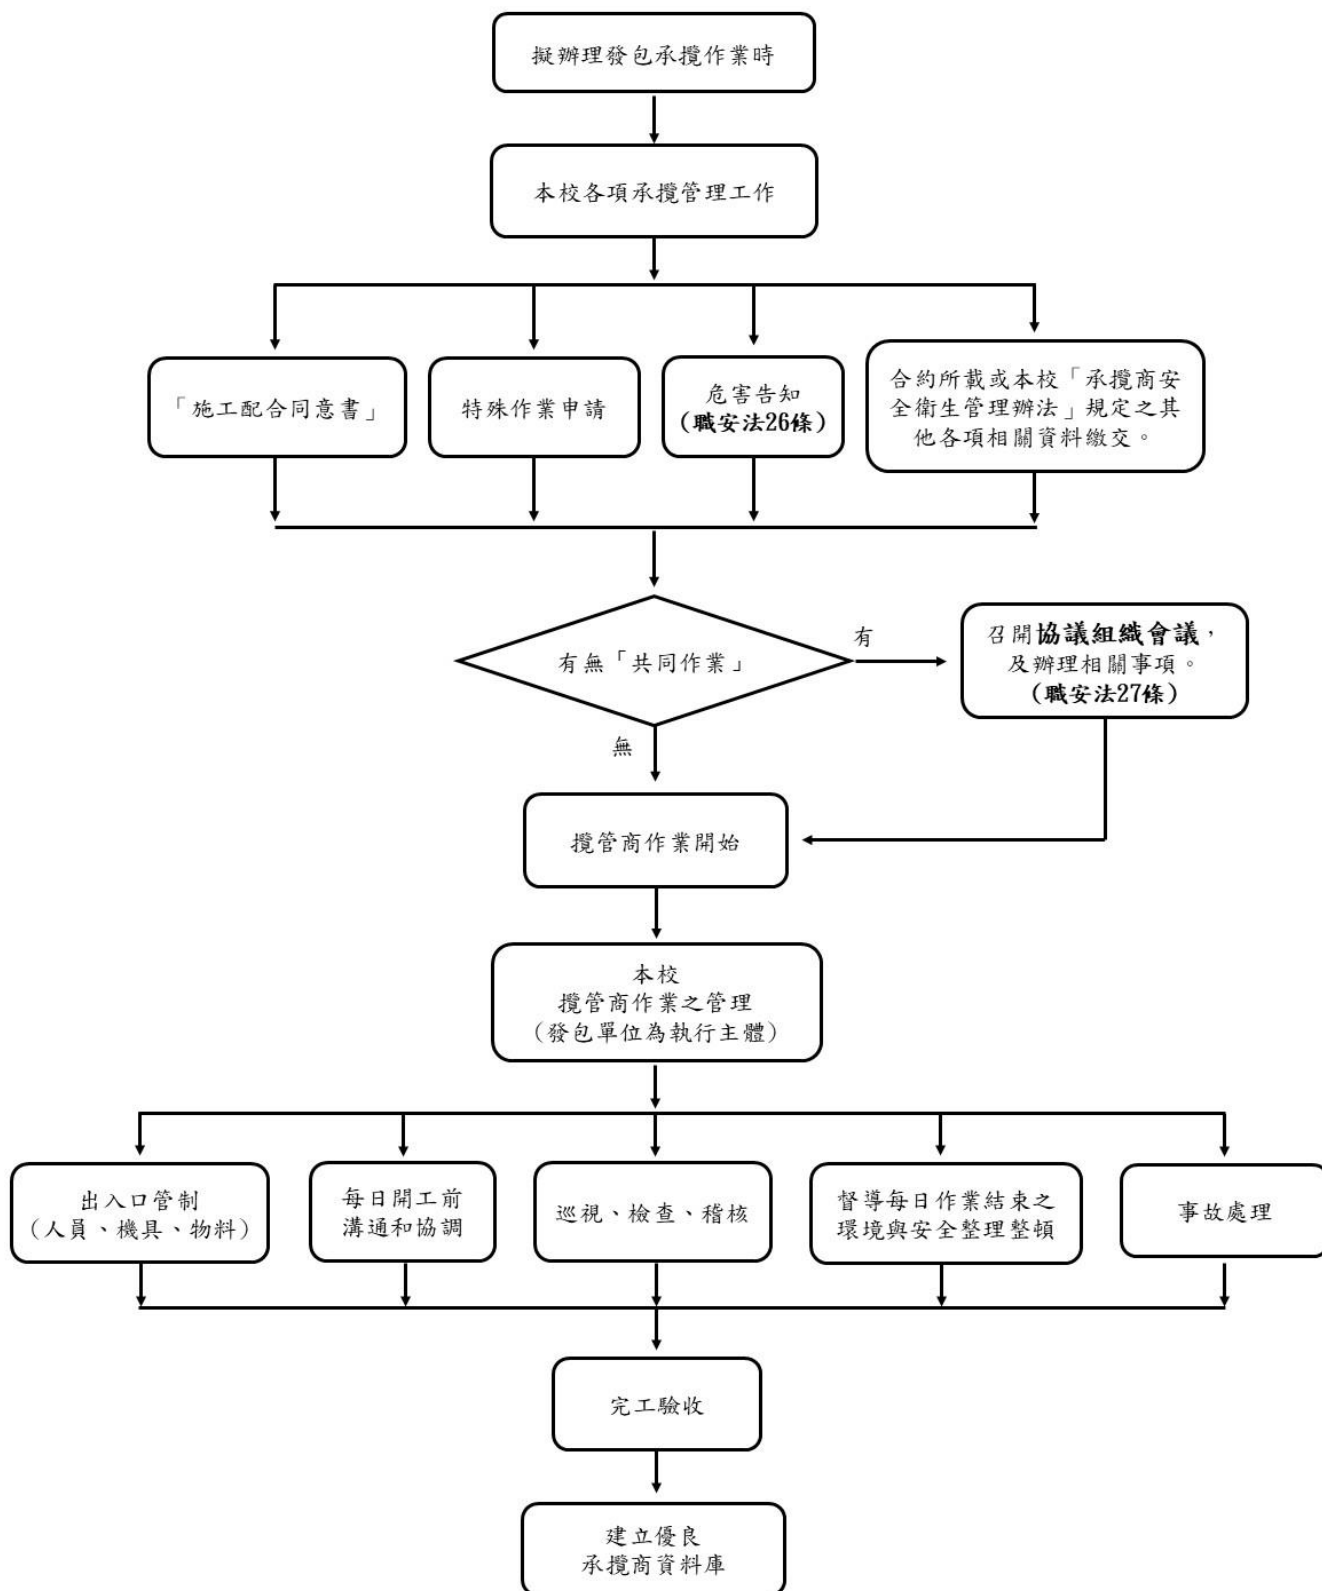 擬辦理發包承攬作業時
本校各項承攬管理工作
「施工配合同意書」
特殊作業申請
危害告知
(職安法26條)
合約所載或本校「承攬商安
全衛生管理辦法」規定之其
他各項相關資料繳交。
有無「共同作業」
有
召開協議組織會議,
及辦理相關事項。
(職安法27條)
無
攬管商作業開始
本校
攬管商作業之管理
(發包單位為執行主體)
出入口管制
(人員、機具、物料)
每日開工前
溝通和協調
巡視、檢查、稽核
督導每日作業結束之
環境與安全整理整頓
事故處理
完工驗收
建立優良
承攬商資料庫